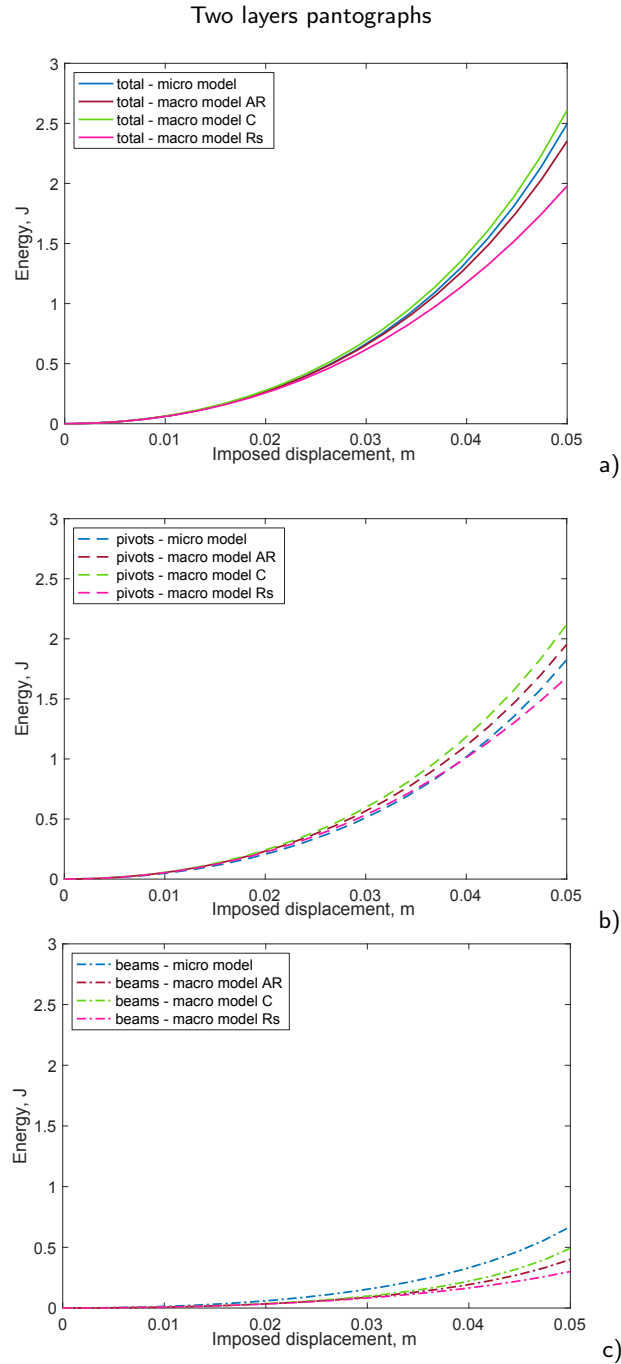 Two layers pantographs
3
2.5
2
1.5
1
0.5
0
Energy, J
total - micro model
total - macro model AR
total - macro model C
total - macro model Rs
0 0.01 0.02 0.03 0.04 0.05
Imposed displacement, m
a)
3
2.5
2
1.5
1
0.5
0
Energy, J
pivots - micro model
pivots - macro model AR
pivots - macro model C
pivots - macro model Rs
0 0.01 0.02 0.03 0.04 0.05
Imposed displacement, m
b)
3
2.5
2
1.5
1
0.5
0
Energy, J
beams - micro model
beams - macro model AR
beams - macro model C
beams - macro model Rs
0 0.01 0.02 0.03 0.04 0.05
Imposed displacement, m
c)